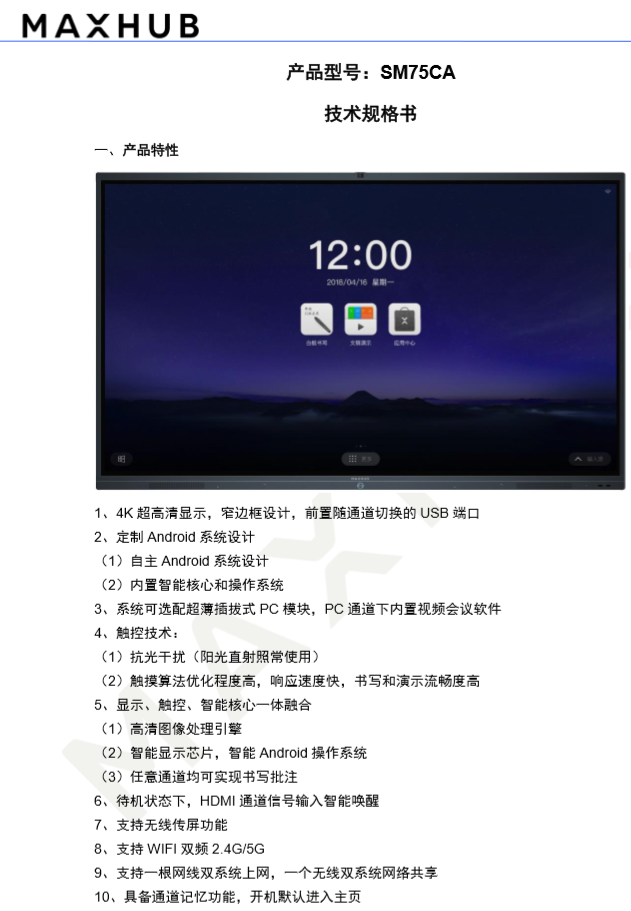 MAXHUB
产品型号：SM75CA
技术规格书
一、产品特性
12:00
2018/04/16 星期一
白板书写 文稿演示 应用中心
更多
输入源
MAXHUB
1、4K 超高清显示，窄边框设计，前置随通道切换的 USB 端口
2、定制 Android 系统设计
（1）自主 Android 系统设计
（2）内置智能核心和操作系统
3、系统可选配超薄插拔式 PC 模块，PC 通道下内置视频会议软件
4、触控技术：
（1）抗光干扰（阳光直射照常使用）
（2）触摸算法优化程度高，响应速度快，书写和演示流畅度高
5、显示、触控、智能核心一体融合
（1）高清图像处理引擎
（2）智能显示芯片，智能 Android 操作系统
（3）任意通道均可实现书写批注
6、待机状态下，HDMI 通道信号输入智能唤醒
7、支持无线传屏功能
8、支持 WIFI 双频 2.4G/5G
9、支持一根网线双系统上网，一个无线双系统网络共享
10、具备通道记忆功能，开机默认进入主页